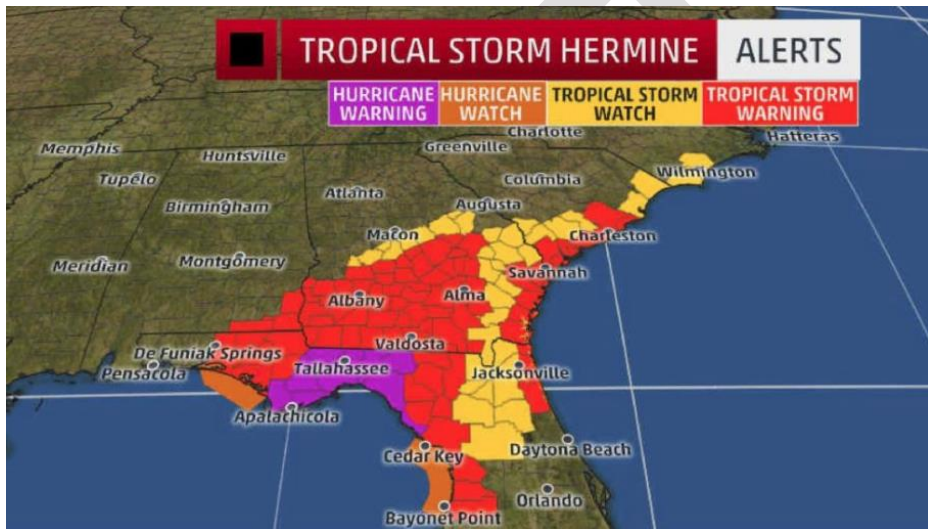 TROPICAL STORM HERMINE
ALERTS
HURRICANE WARNING
HURRICANE WATCH
TROPICAL STORM WATCH
TROPICAL STORM WARNING
Charlotte
Hatteras
Memphis
Huntsville
Greenville
Tupelo
Atlanta
Columbia
Wilmington
Birmingham
Augusta
Macon
Charleston
Meridian
Montgomery
Savannah
Albany
Alma
Valdosta
De Funiak Springs
Pensacola
Tallahassee
Jacksonville
Apalachicola
Cedar Key
Daytona Beach
Orlando
Bayonet Point